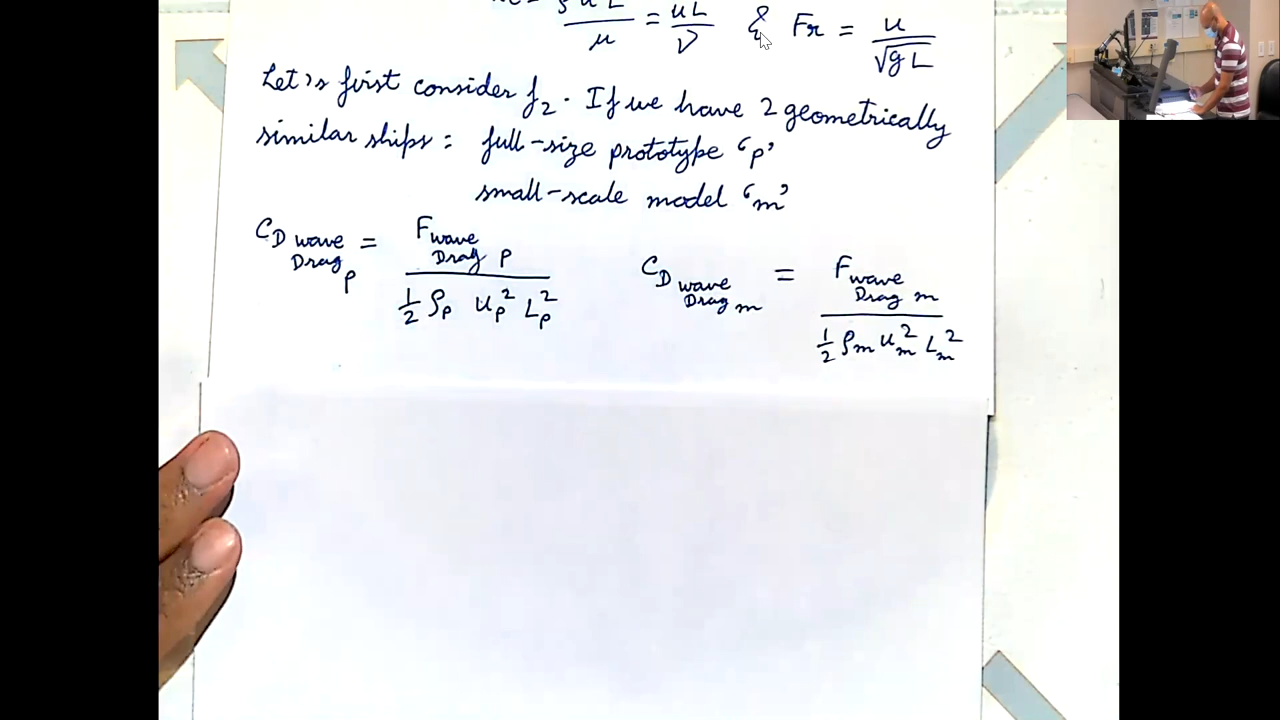 = uL/ν & Fr = u/√gL
μ
Let's first consider f₂. If we have 2 geometrically
similar ships: full-size prototype 'p'
small-scale model 'm'
C_D wave Drag p = F wave Drag p / ½ ρp up² Lp²
C_D wave Drag m = F wave Drag m / ½ ρm um² Lm²